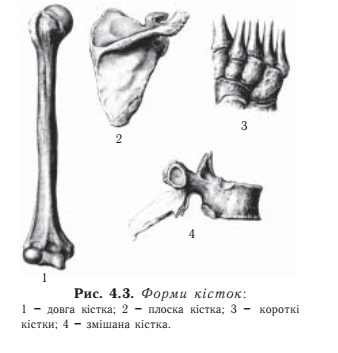 1
2
3
4
Рис. 4.3. Форми кісток:
1 – довга кістка; 2 – плоска кістка; 3 – короткі
кістки; 4 – змішана кістка.